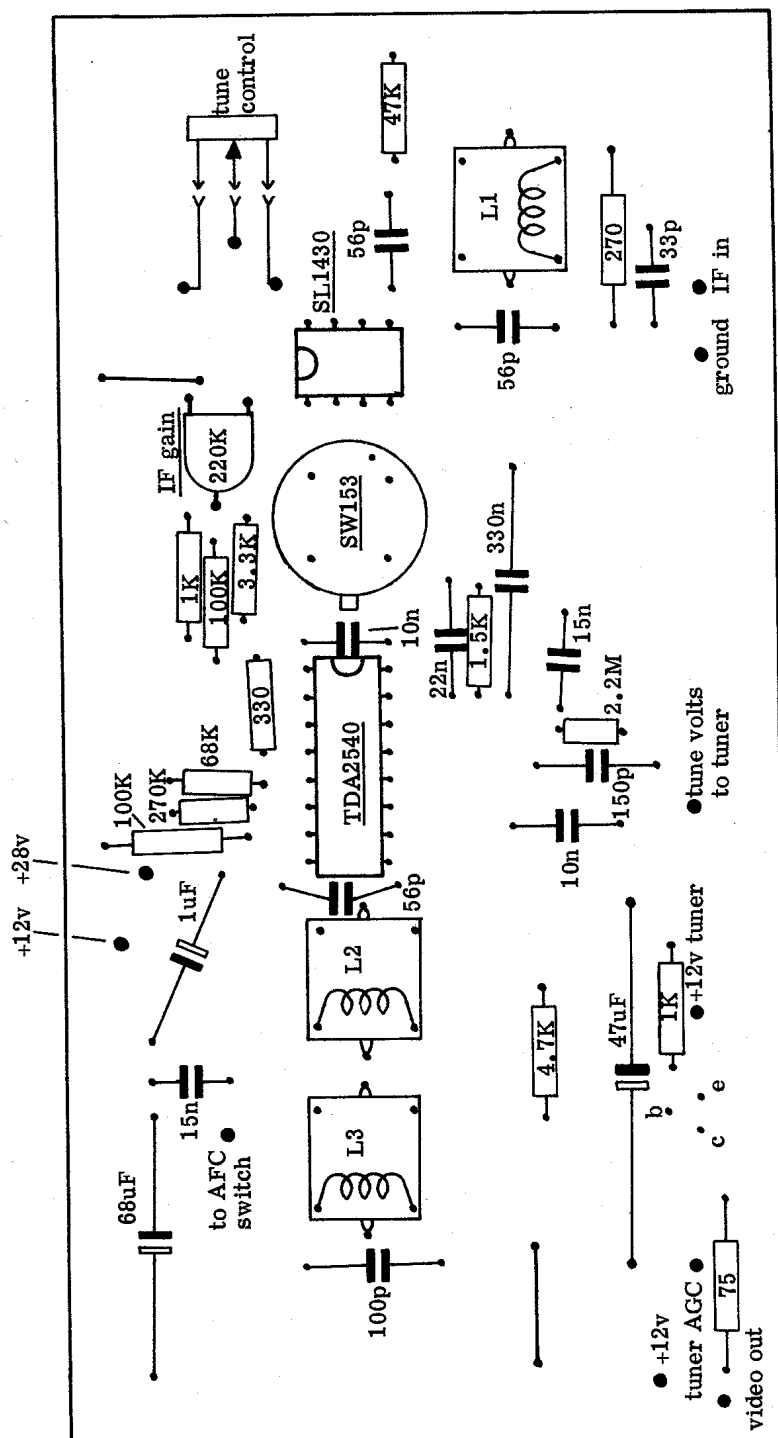 tune
control
47K
56p
SL1430
L1
270
33p
56p
IF in
ground
IF gain
220K
SW153
1K
100K
3.3K
10n
330n
22n
1.5K
15n
2.2M
330
68K
270K
100K
TDA2540
150p
10n
tune volts
to tuner
+28v
+12v
1uF
56p
L2
L3
4.7K
47uF
1K
+12v tuner
15n
to AFC
switch
68uF
b
e
c
100p
75
+12v
tuner AGC
video out